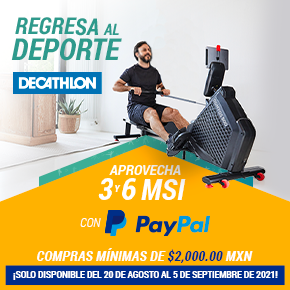 REGRESA AL
DEPORTE
DECATHLON
APROVECHA
3 Y 6 MSI
CON PayPal
COMPRAS MÍNIMAS DE $2,000.00 MXN
¡SOLO DISPONIBLE DEL 20 DE AGOSTO AL 5 DE SEPTIEMBRE DE 2021!